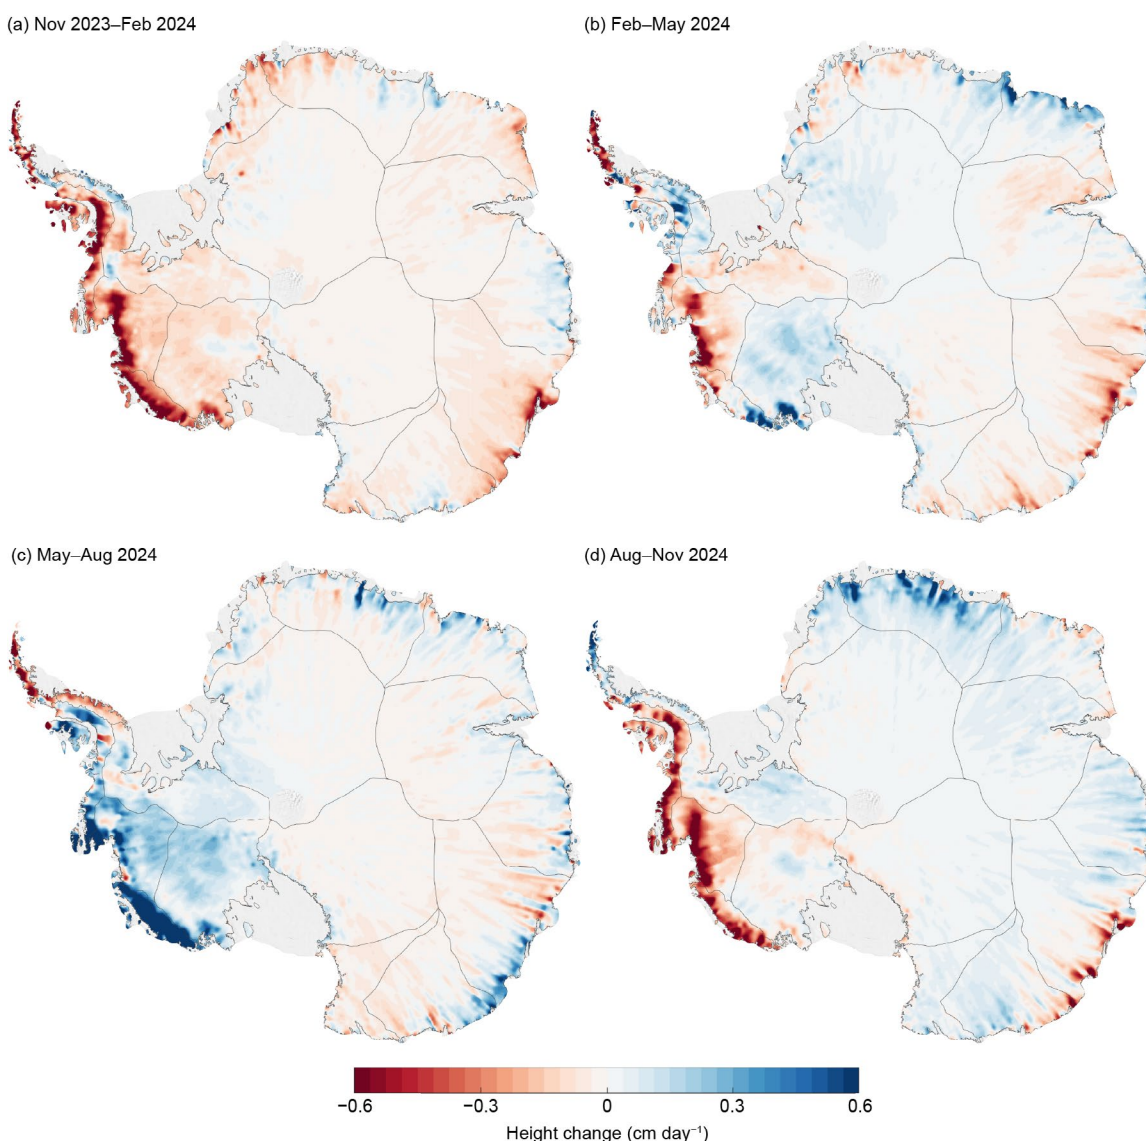 (a) Nov 2023–Feb 2024
(b) Feb–May 2024
(c) May–Aug 2024
(d) Aug–Nov 2024
−0.6 −0.3 0 0.3 0.6
Height change (cm day⁻¹)